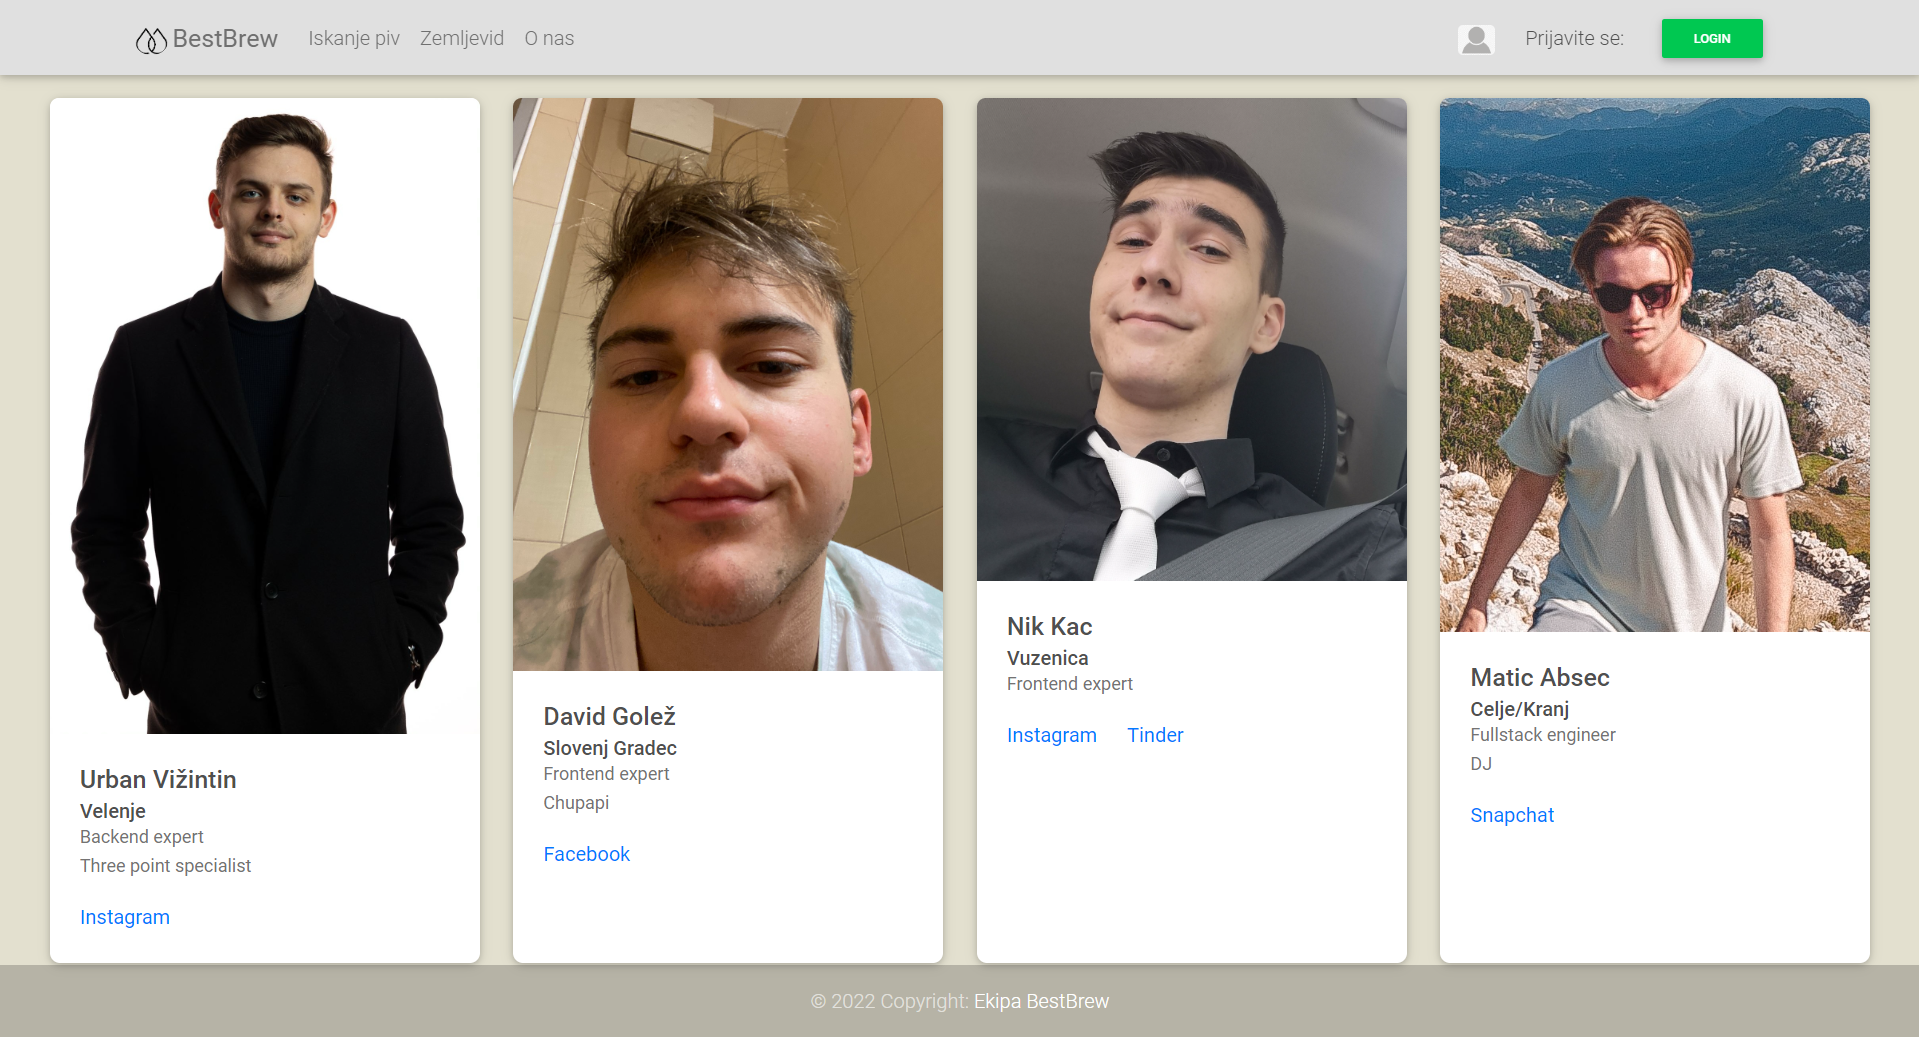 BestBrew
Iskanje piv
Zemljevid
O nas
Prijavite se:
LOGIN
Urban Vižintin
Velenje
Backend expert
Three point specialist
Instagram
David Golež
Slovenj Gradec
Frontend expert
Chupapi
Facebook
Nik Kac
Vuzenica
Frontend expert
Instagram Tinder
Matic Absec
Celje/Kranj
Fullstack engineer
DJ
Snapchat
© 2022 Copyright: Ekipa BestBrew